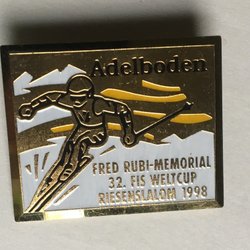 Adelboden
FRED RUBI-MEMORIAL
32. FIS WELTCUP
RIESENSLALOM 1998